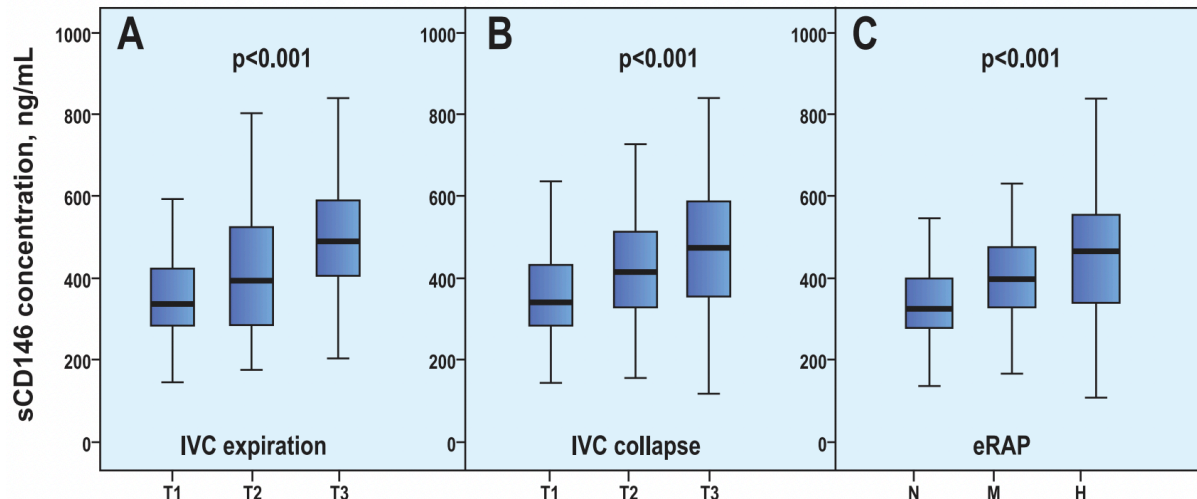 A
B
C
p<0.001
p<0.001
p<0.001
sCD146 concentration, ng/mL
1000
800
600
400
200
0
1000
800
600
400
200
0
1000
800
600
400
200
0
IVC expiration
IVC collapse
eRAP
T1 T2 T3
T1 T2 T3
N M H